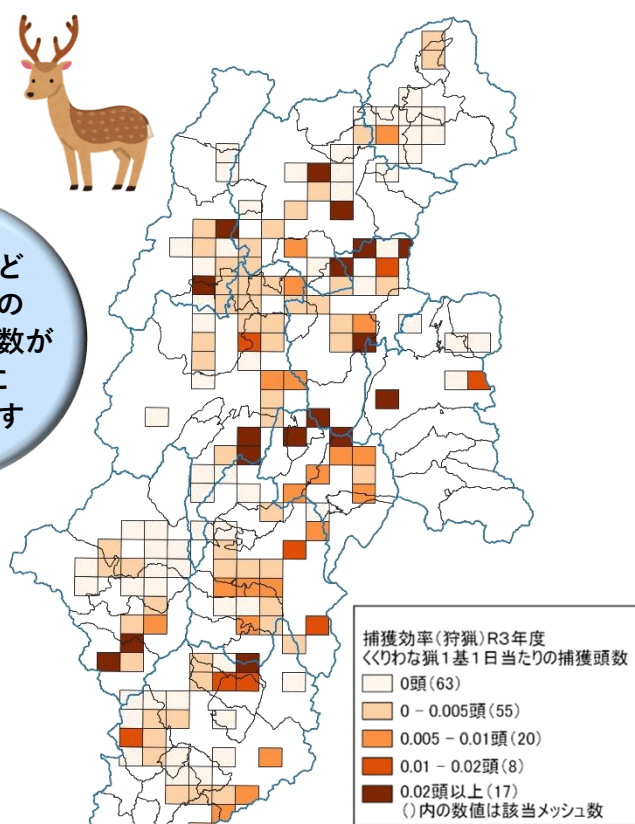 ど
の
数が
に
す
捕獲効率(狩猟)R3年度
くくりわな猟1基1日当たりの捕獲頭数
0頭(63)
0 - 0.005頭(55)
0.005 - 0.01頭(20)
0.01 - 0.02頭(8)
0.02頭以上(17)
()内の数値は該当メッシュ数